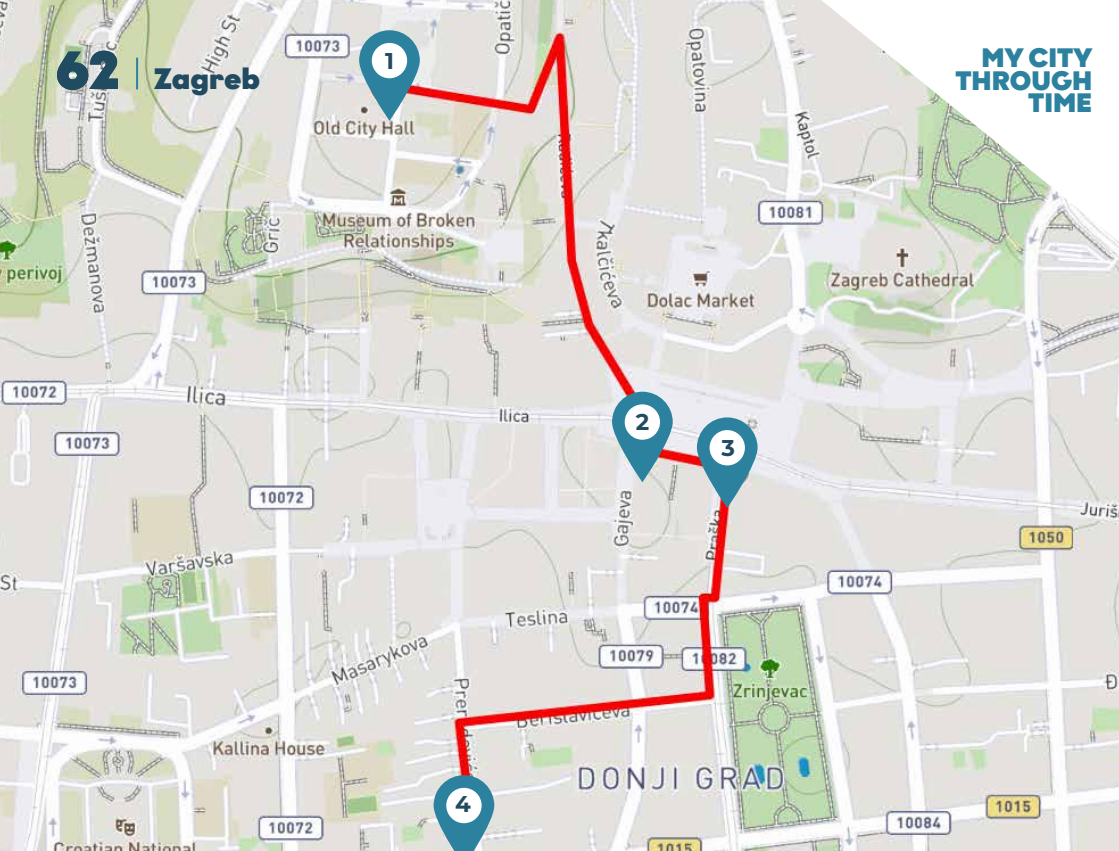 62 | Zagreb
MY CITY
THROUGH
TIME
High St
10073
1
Opatovina
Kaptol
Old City Hall
Museum of Broken
Relationships
Grič
Dežmanova
perivoj
10073
10081
Zagreb Cathedral
Dolac Market
Tkalčićeva
10072
Ilica
Ilica
10073
2
3
10072
Gajeva
Praška
Juriš
1050
Varšavska
St
10074
10074
Teslina
Masarykova
10079
10082
10073
Zrinjevac
Berislavićeva
Kallina House
DONJI GRAD
4
1015
10072
10084
1015
Croatian National